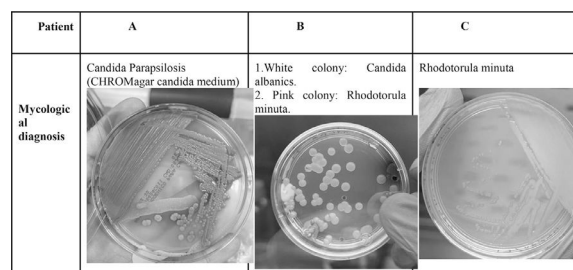 Patient
A
B
C
Mycologic
al
diagnosis
Candida Parapsilosis
(CHROMagar candida medium)
1.White colony: Candida
albanics.
2. Pink colony: Rhodotorula
minuta.
Rhodotorula minuta